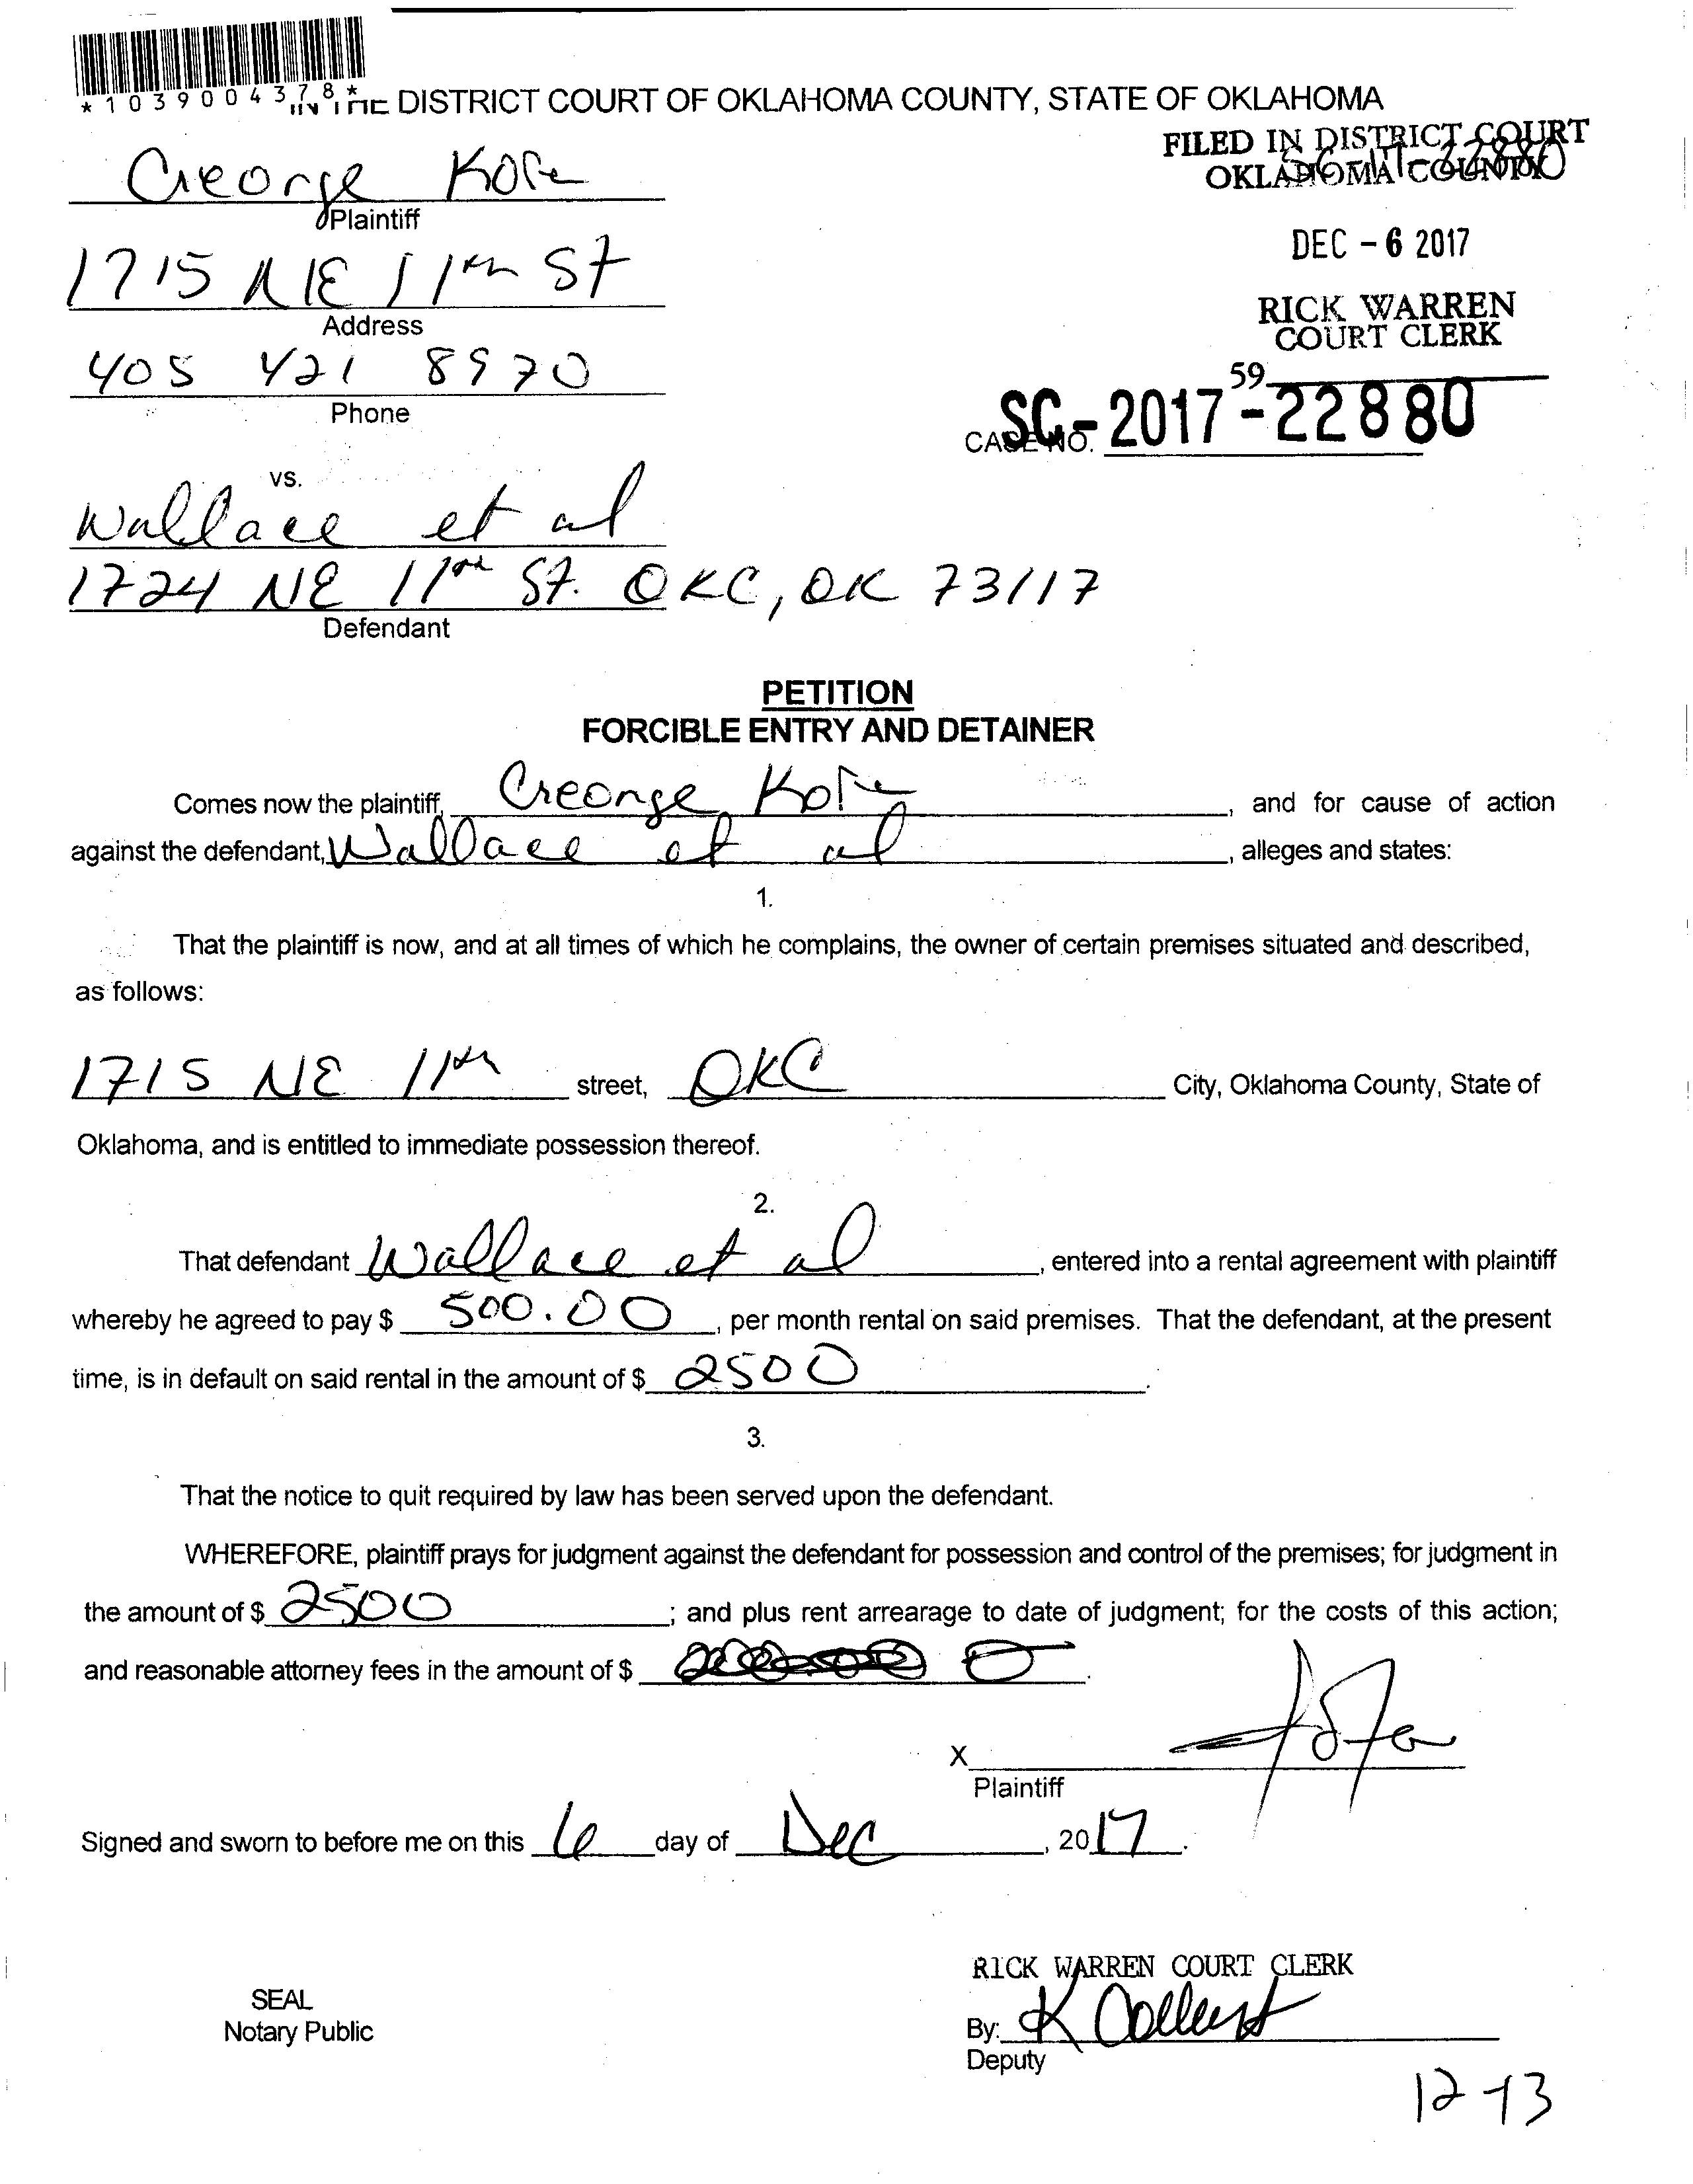 *1039004378*
IN THE DISTRICT COURT OF OKLAHOMA COUNTY, STATE OF OKLAHOMA
FILED IN DISTRICT COURT
OKLAHOMA COUNTY
George
Plaintiff
DEC - 6 2017
1715 NE 11th St
RICK WARREN
COURT CLERK
Address
405 421 8970
59
Phone
CASE NO. SC-2017-22880
vs.
Wallace et al
1724 NE 11th St. OKC, OK 73117
Defendant
PETITION
FORCIBLE ENTRY AND DETAINER
Comes now the plaintiff, George , and for cause of action
against the defendant, Wallace et al , alleges and states:
1.
That the plaintiff is now, and at all times of which he complains, the owner of certain premises situated and described,
as follows:
1715 NE 11th street, OKC City, Oklahoma County, State of
Oklahoma, and is entitled to immediate possession thereof.
2.
That defendant Wallace et al , entered into a rental agreement with plaintiff
whereby he agreed to pay $ 500.00 , per month rental on said premises. That the defendant, at the present
time, is in default on said rental in the amount of $ 2500 .
3.
That the notice to quit required by law has been served upon the defendant.
WHEREFORE, plaintiff prays for judgment against the defendant for possession and control of the premises; for judgment in
the amount of $ 2500 ; and plus rent arrearage to date of judgment; for the costs of this action;
and reasonable attorney fees in the amount of $ 0 .
X
Plaintiff
Signed and sworn to before me on this 6 day of Dec , 2017 .
RICK WARREN COURT CLERK
SEAL
Notary Public
By: K
Deputy
12-13